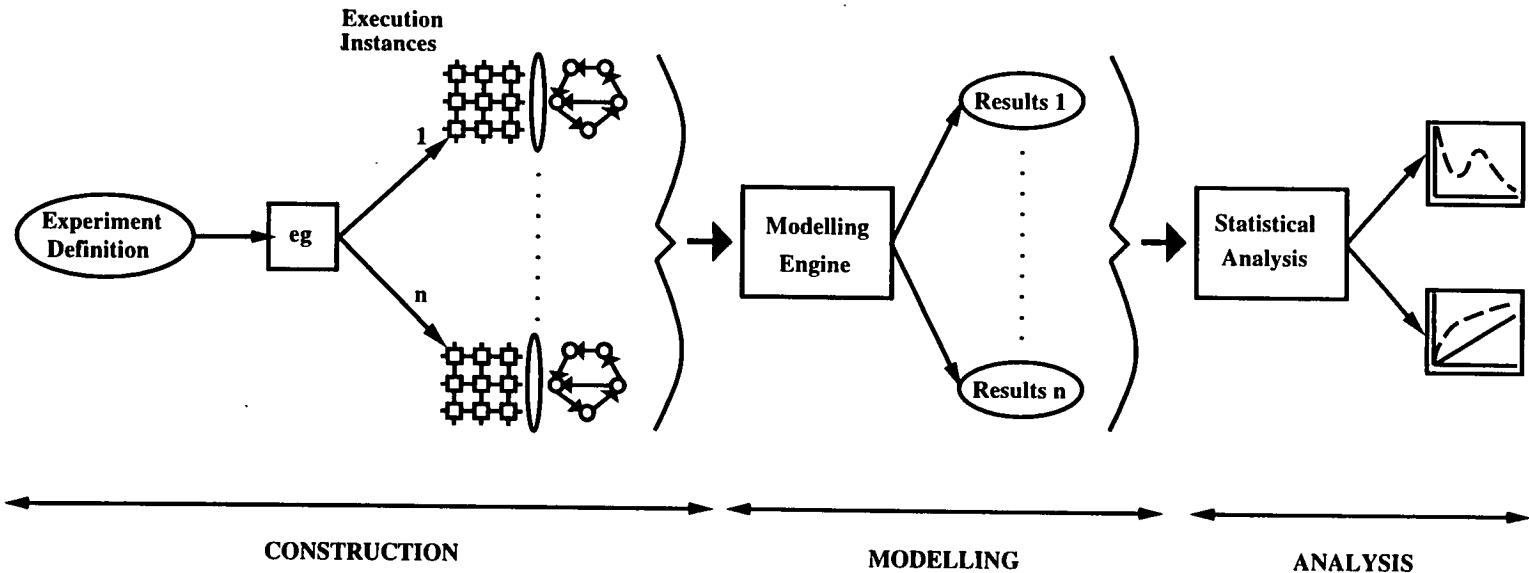 Execution
Instances
1
Experiment
Definition
eg
n
Results 1
Modelling
Engine
Results n
Statistical
Analysis
CONSTRUCTION
MODELLING
ANALYSIS